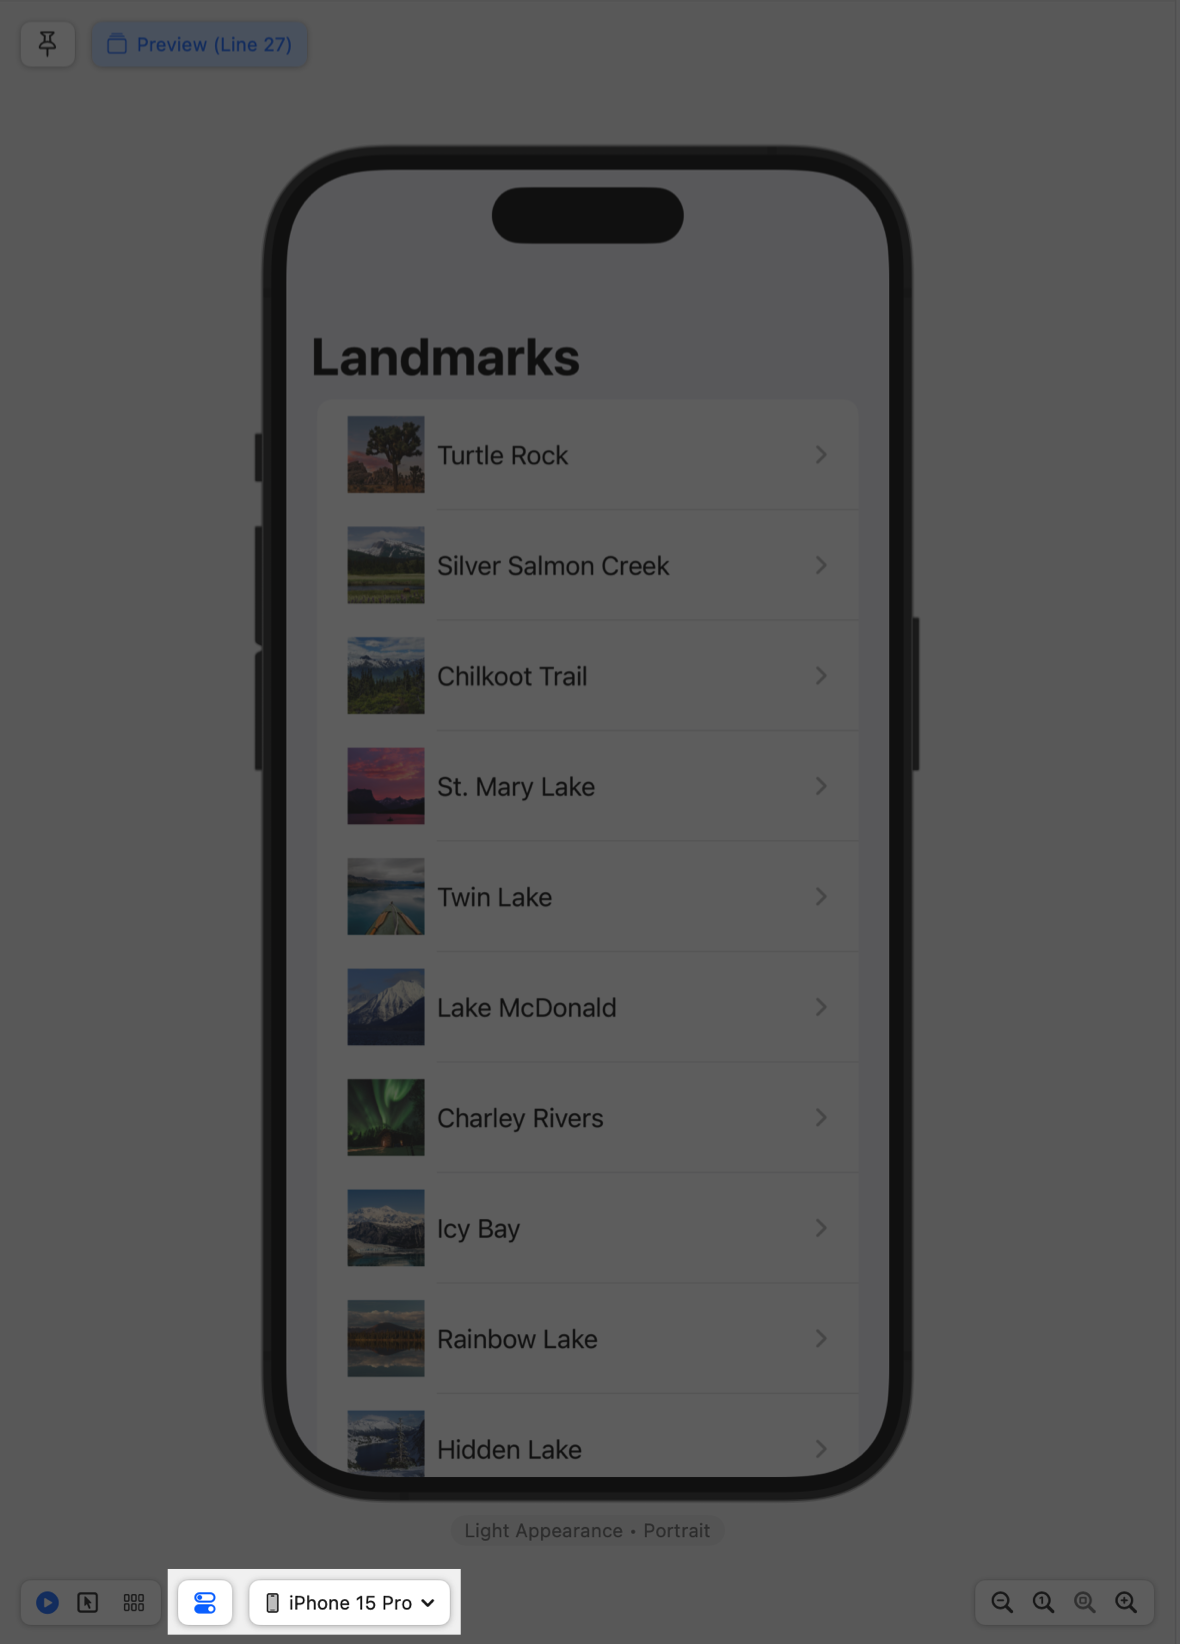 Preview (Line 27)
Landmarks
Turtle Rock
Silver Salmon Creek
Chilkoot Trail
St. Mary Lake
Twin Lake
Lake McDonald
Charley Rivers
Icy Bay
Rainbow Lake
Hidden Lake
Light Appearance • Portrait
iPhone 15 Pro
1